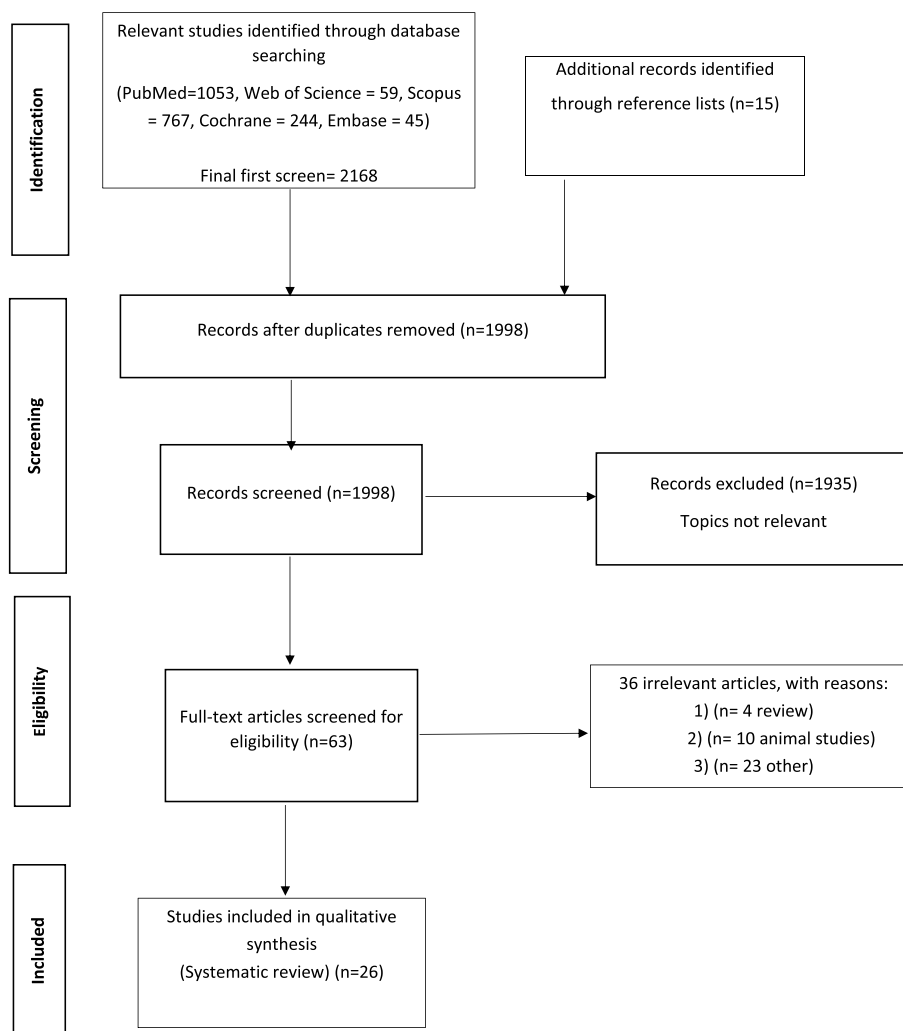 Identification
Relevant studies identified through database
searching
(PubMed=1053, Web of Science = 59, Scopus
= 767, Cochrane = 244, Embase = 45)
Final first screen= 2168
Additional records identified
through reference lists (n=15)
Screening
Records after duplicates removed (n=1998)
Records screened (n=1998)
Records excluded (n=1935)
Topics not relevant
Eligibility
Full-text articles screened for
eligibility (n=63)
36 irrelevant articles, with reasons:
1) (n= 4 review)
2) (n= 10 animal studies)
3) (n= 23 other)
Included
Studies included in qualitative
synthesis
(Systematic review) (n=26)